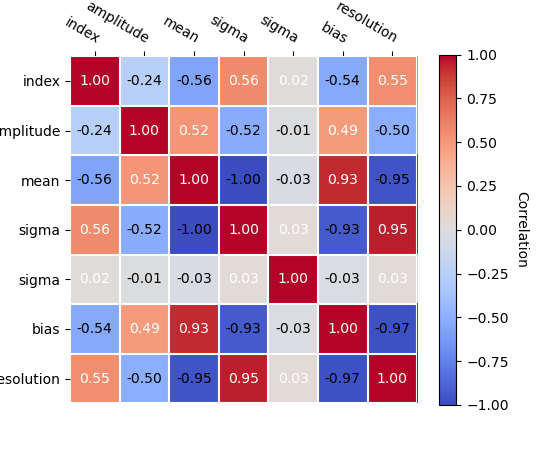 index amplitude mean sigma sigma bias resolution
index 1.00 -0.24 -0.56 0.56 0.02 -0.54 0.55
mplitude -0.24 1.00 0.52 -0.52 -0.01 0.49 -0.50
mean -0.56 0.52 1.00 -1.00 -0.03 0.93 -0.95
sigma 0.56 -0.52 -1.00 1.00 0.03 -0.93 0.95
sigma 0.02 -0.01 -0.03 0.03 1.00 -0.03 0.03
bias -0.54 0.49 0.93 -0.93 -0.03 1.00 -0.97
esolution 0.55 -0.50 -0.95 0.95 0.03 -0.97 1.00
1.00
0.75
0.50
0.25
0.00
−0.25
−0.50
−0.75
−1.00
Correlation